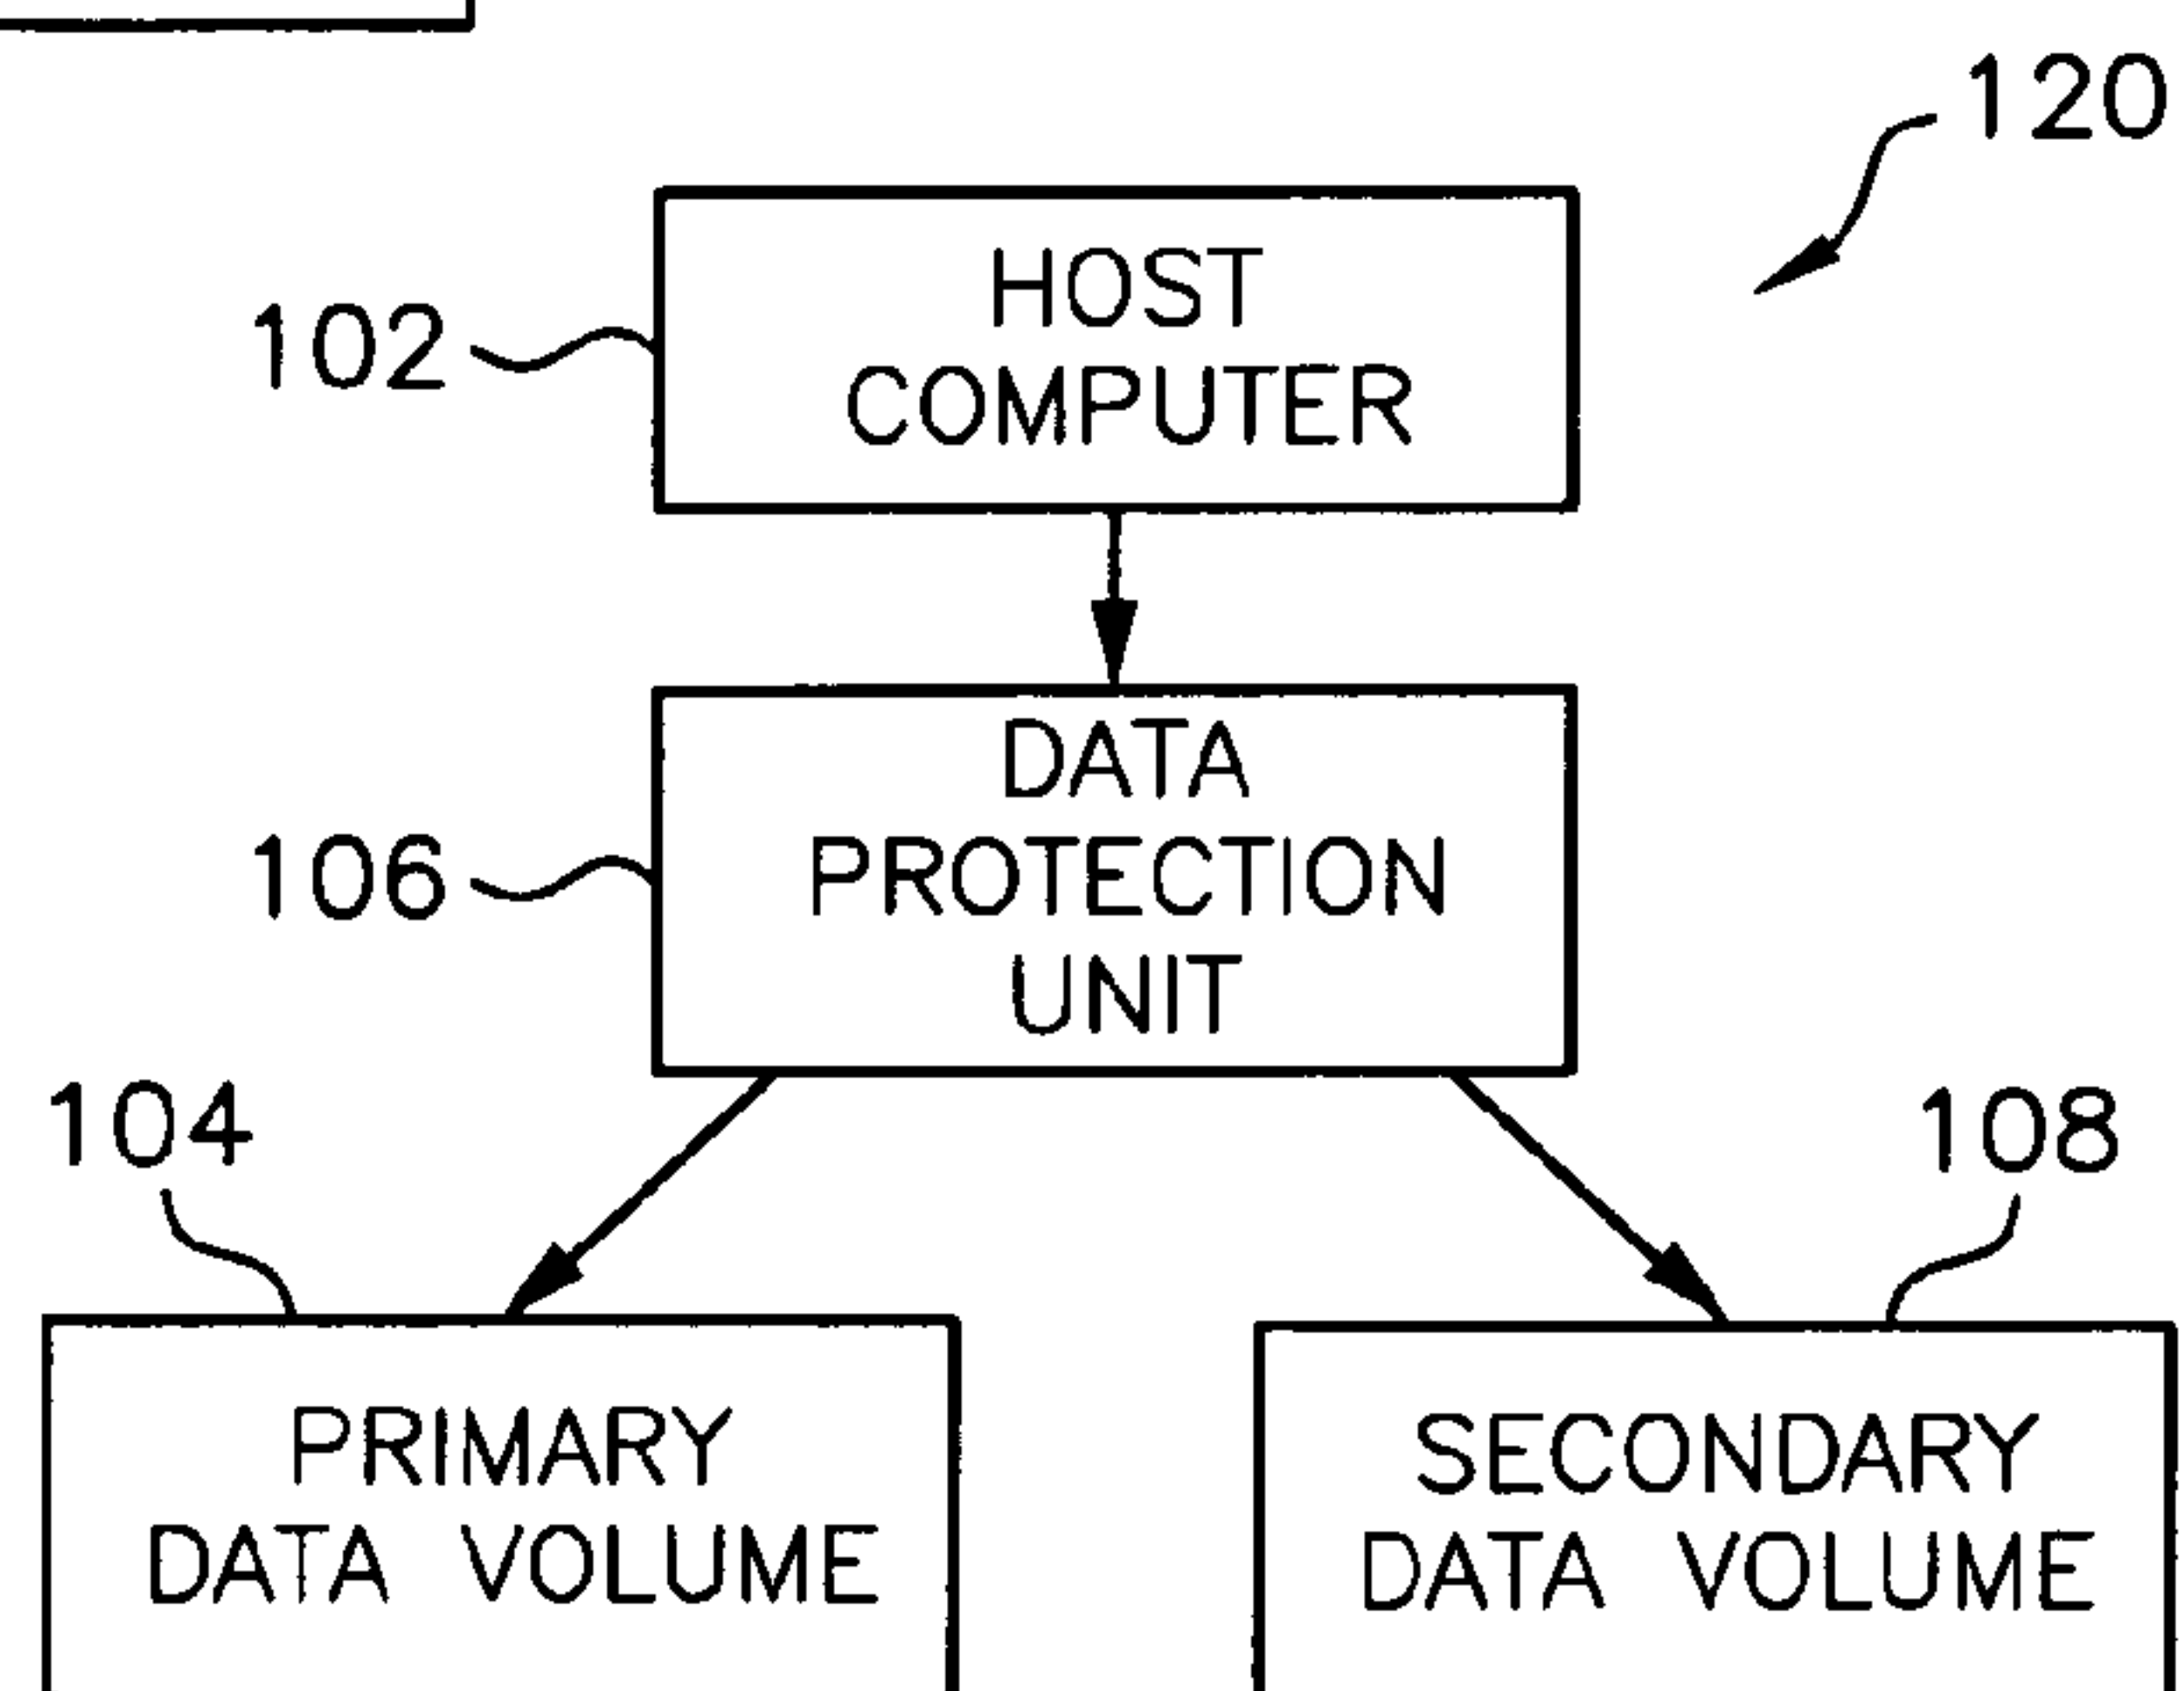 120
102
HOST
COMPUTER
106
DATA
PROTECTION
UNIT
104
108
PRIMARY
DATA VOLUME
SECONDARY
DATA VOLUME